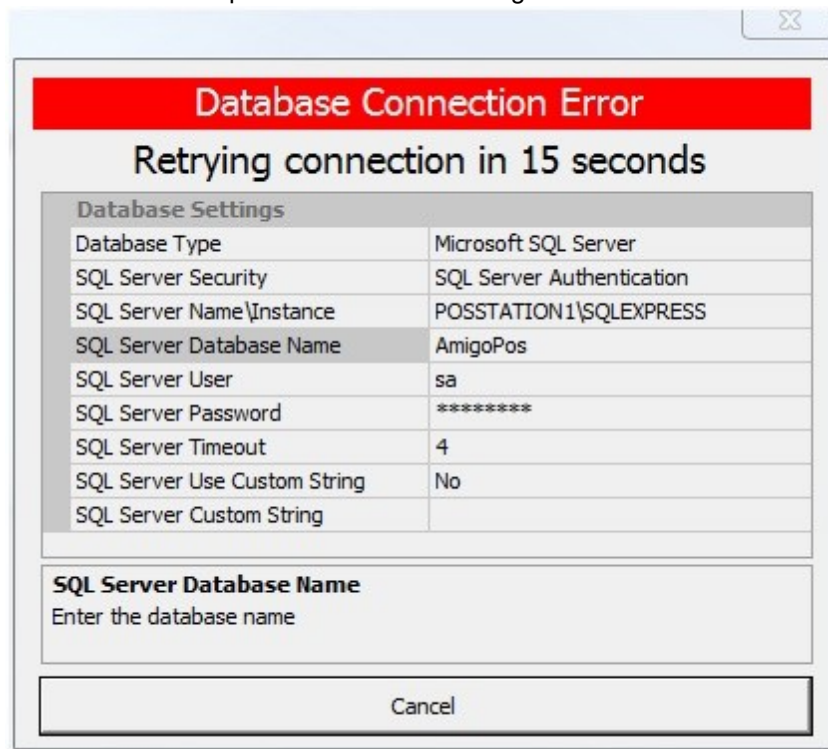 Database Connection Error
Retrying connection in 15 seconds
Database Settings
Database Type Microsoft SQL Server
SQL Server Security SQL Server Authentication
SQL Server Name\Instance POSSTATION1\SQLEXPRESS
SQL Server Database Name AmigoPos
SQL Server User sa
SQL Server Password ********
SQL Server Timeout 4
SQL Server Use Custom String No
SQL Server Custom String
SQL Server Database Name
Enter the database name
Cancel